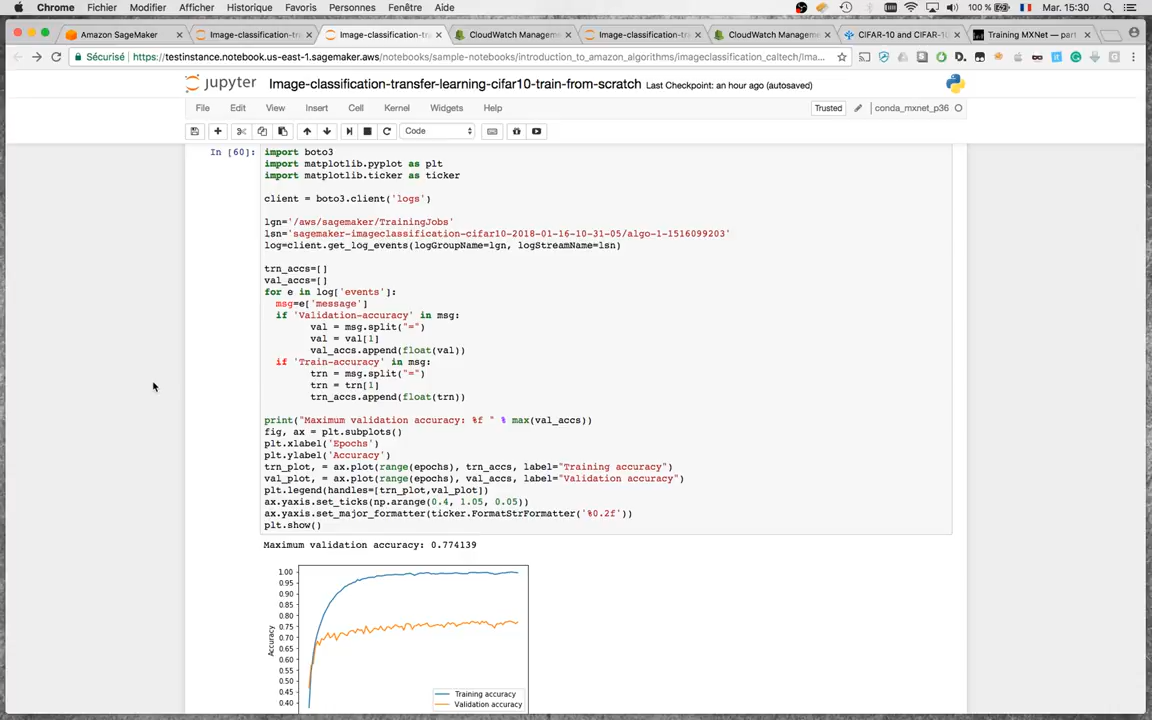 Chrome Fichier Modifier Afficher Historique Favoris Personnes Fenêtre Aide 100 % Mar. 15:30
Amazon SageMaker Image-classification-tra Image-classification-tra CloudWatch Manageme Image-classification-tra CloudWatch Manageme CIFAR-10 and CIFAR-10 Training MXNet — part
Sécurisé https://testinstance.notebook.us-east-1.sagemaker.aws/notebooks/sample-notebooks/introduction_to_amazon_algorithms/imageclassification_caltech/Ima...
jupyter Image-classification-transfer-learning-cifar10-train-from-scratch Last Checkpoint: an hour ago (autosaved)
File Edit View Insert Cell Kernel Widgets Help Trusted conda_mxnet_p36
Code
In [60]: import boto3
import matplotlib.pyplot as plt
import matplotlib.ticker as ticker
client = boto3.client('logs')
lgn='/aws/sagemaker/TrainingJobs'
lsn='sagemaker-imageclassification-cifar10-2018-01-16-10-31-05/algo-1-1516099203'
log=client.get_log_events(logGroupName=lgn, logStreamName=lsn)
trn_accs=[]
val_accs=[]
for e in log['events']:
msg=e['message']
if 'Validation-accuracy' in msg:
val = msg.split("=")
val = val[1]
val_accs.append(float(val))
if 'Train-accuracy' in msg:
trn = msg.split("=")
trn = trn[1]
trn_accs.append(float(trn))
print("Maximum validation accuracy: %f " % max(val_accs))
fig, ax = plt.subplots()
plt.xlabel('Epochs')
plt.ylabel('Accuracy')
trn_plot, = ax.plot(range(epochs), trn_accs, label="Training accuracy")
val_plot, = ax.plot(range(epochs), val_accs, label="Validation accuracy")
plt.legend(handles=[trn_plot,val_plot])
ax.yaxis.set_ticks(np.arange(0.4, 1.05, 0.05))
ax.yaxis.set_major_formatter(ticker.FormatStrFormatter('%0.2f'))
plt.show()
Maximum validation accuracy: 0.774139
1.00
0.95
0.90
0.85
0.80
0.75
0.70
0.65
0.60
0.55
0.50
0.45
0.40
Accuracy
Training accuracy
Validation accuracy